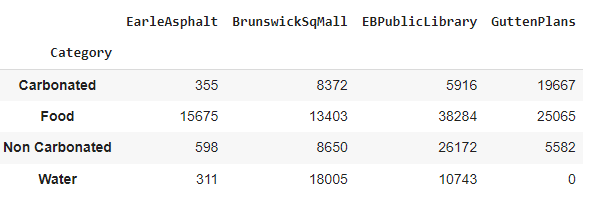 EarleAsphalt BrunswickSqMall EBPublicLibrary GuttenPlans
Category
Carbonated 355 8372 5916 19667
Food 15675 13403 38284 25065
Non Carbonated 598 8650 26172 5582
Water 311 18005 10743 0